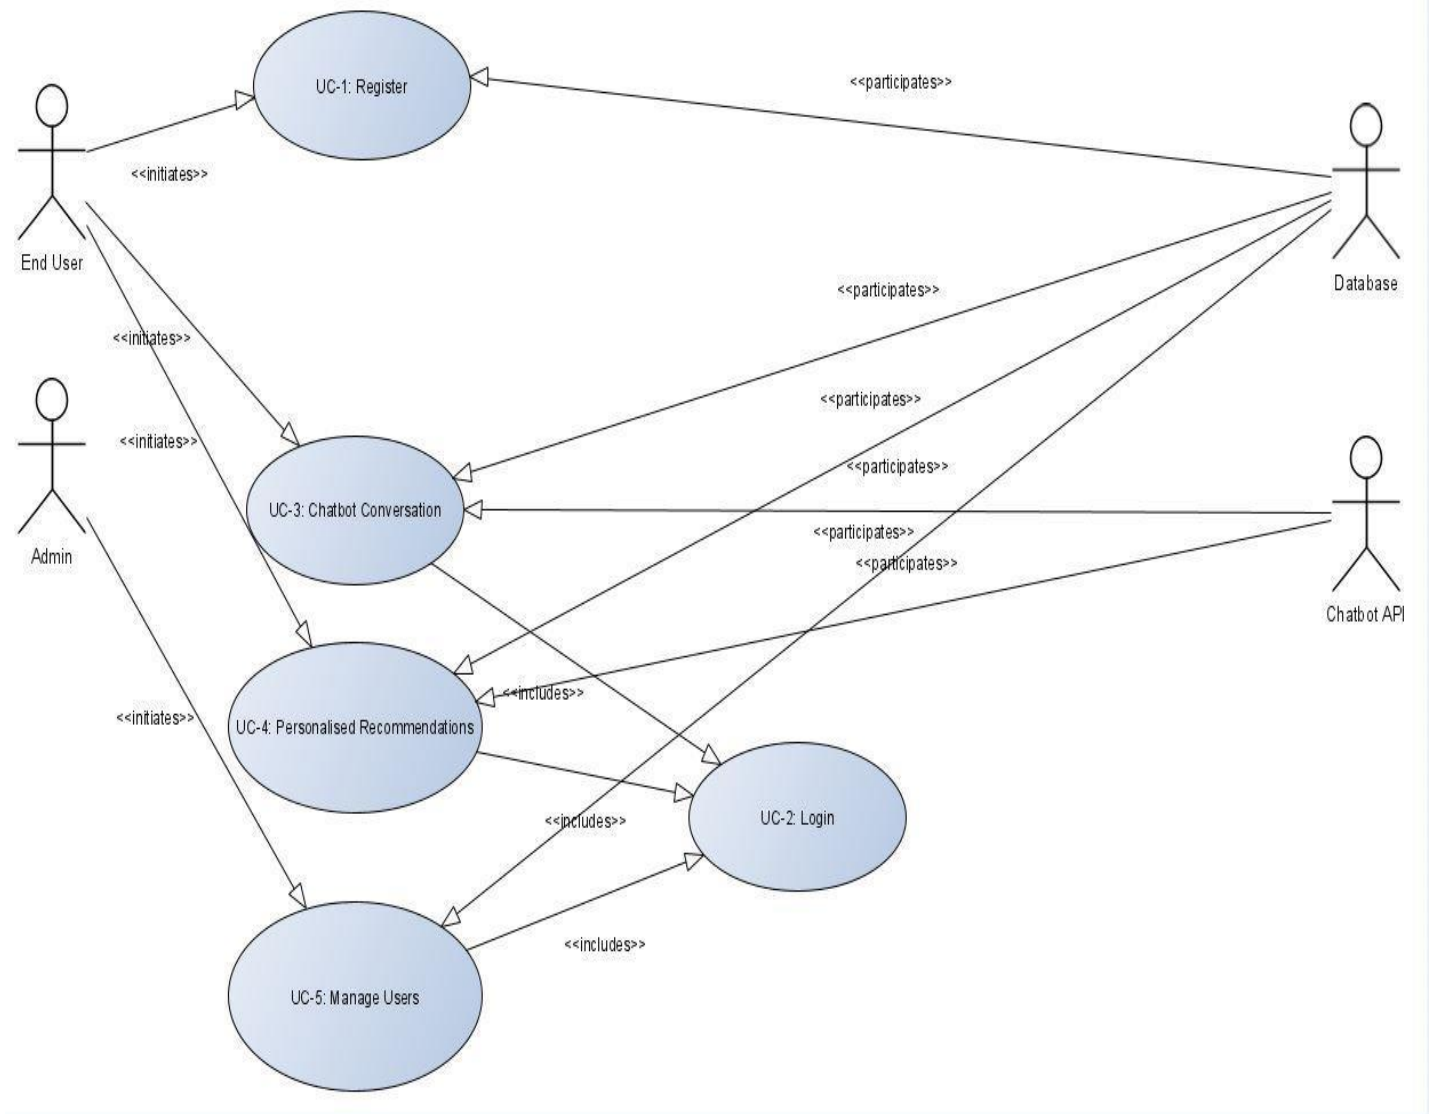 UC-1: Register
<<participates>>
<<initiates>>
End User
Database
<<participates>>
<<initiates>>
<<participates>>
<<initiates>>
<<participates>>
UC-3: Chatbot Conversation
<<participates>>
Admin
<<participates>>
Chatbot API
<<includes>>
<<initiates>>
UC-4: Personalised Recommendations
<<includes>>
UC-2: Login
<<includes>>
UC-5: Manage Users